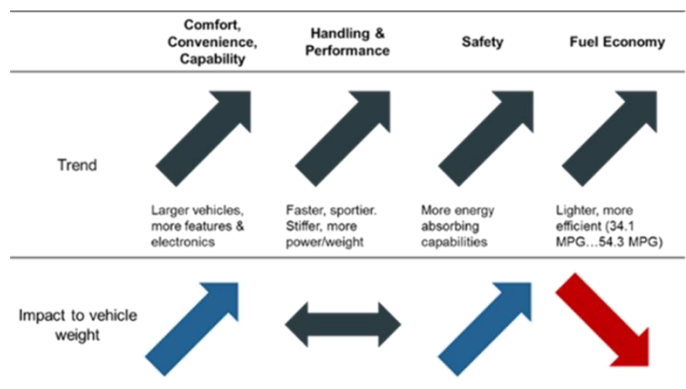 Comfort,
Convenience,
Capability
Handling &
Performance
Safety
Fuel Economy
Trend
Larger vehicles,
more features &
electronics
Faster, sportier.
Stiffer, more
power/weight
More energy
absorbing
capabilities
Lighter, more
efficient (34.1
MPG…54.3 MPG)
Impact to vehicle
weight